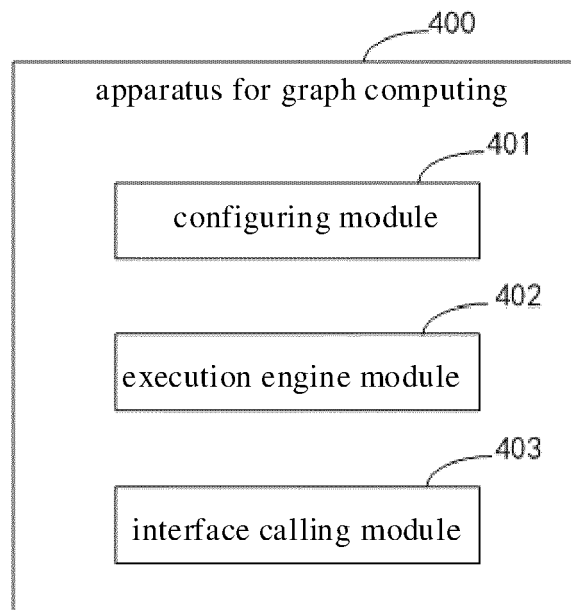 400
apparatus for graph computing
401
configuring module
402
execution engine module
403
interface calling module